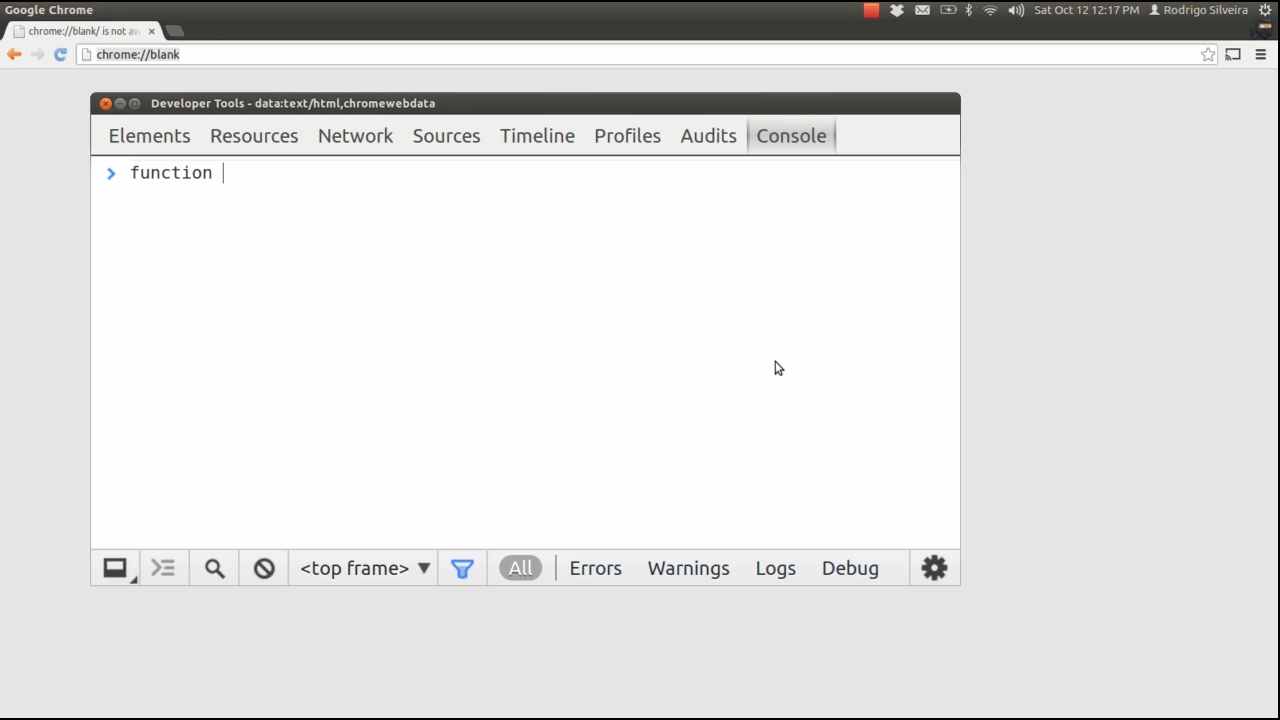 Google Chrome
Sat Oct 12 12:17 PM Rodrigo Silveira
chrome://blank/ is not av
chrome://blank
Developer Tools - data:text/html,chromewebdata
Elements Resources Network Sources Timeline Profiles Audits Console
function
<top frame> All Errors Warnings Logs Debug